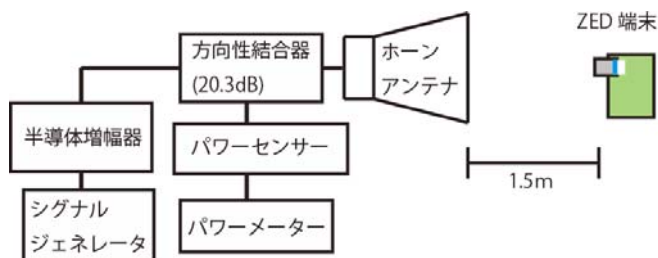 方向性結合器
(20.3dB)
ホーン
アンテナ
ZED 端末
半導体増幅器
パワーセンサー
1.5m
シグナル
ジェネレータ
パワーメーター